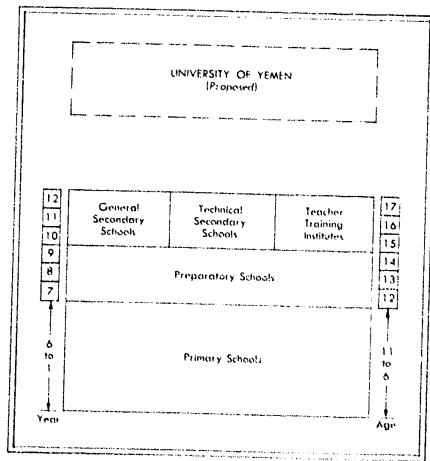 UNIVERSITY OF YEMEN
(Proposed)
12
11
10
9
8
7
6
to
1
Year
General
Secondary
Schools
Technical
Secondary
Schools
Teacher
Training
Institutes
Preparatory Schools
Primary Schools
17
16
15
14
13
12
11
to
6
Age